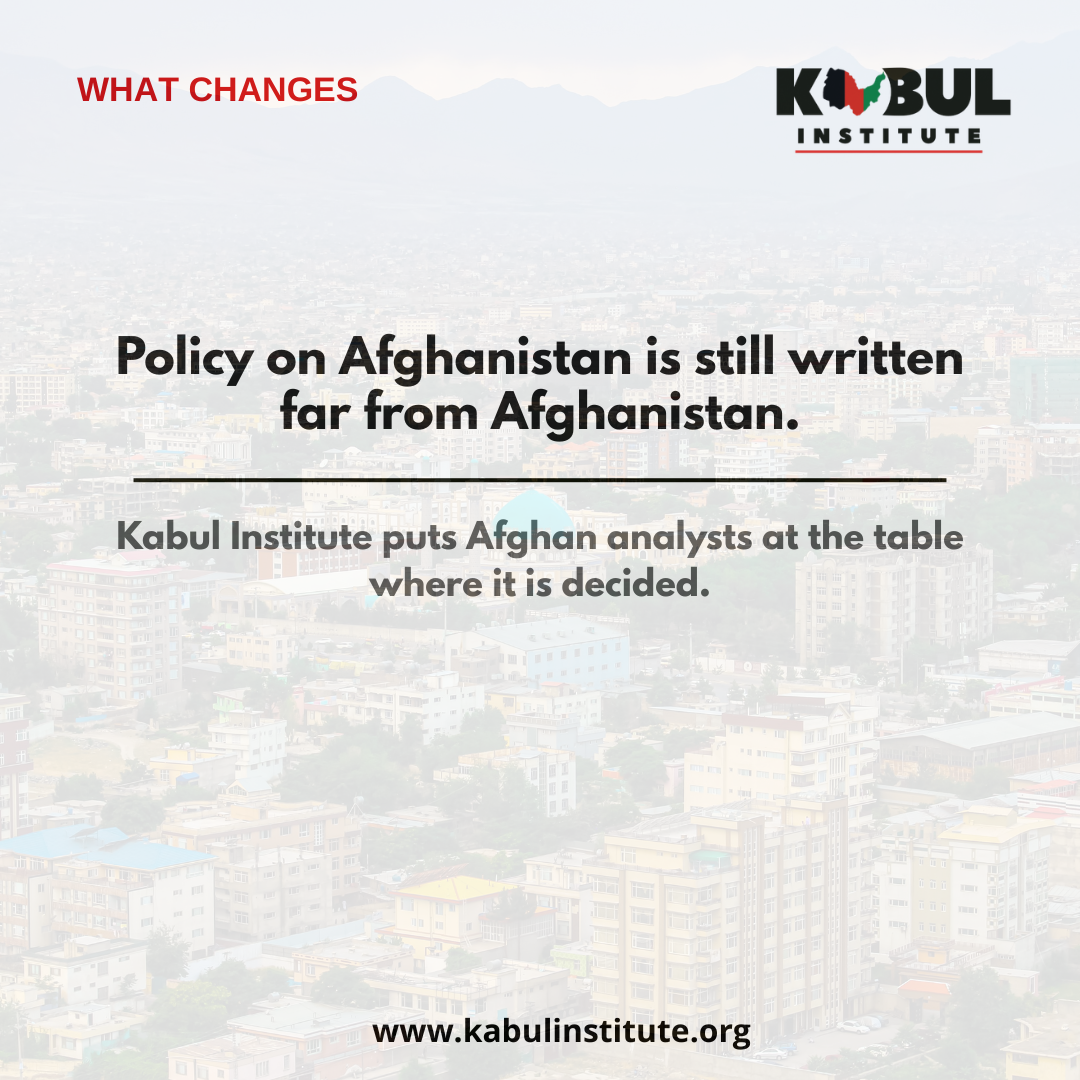 WHAT CHANGES
KABUL
INSTITUTE
Policy on Afghanistan is still written
far from Afghanistan.
Kabul Institute puts Afghan analysts at the table
where it is decided.
www.kabulinstitute.org